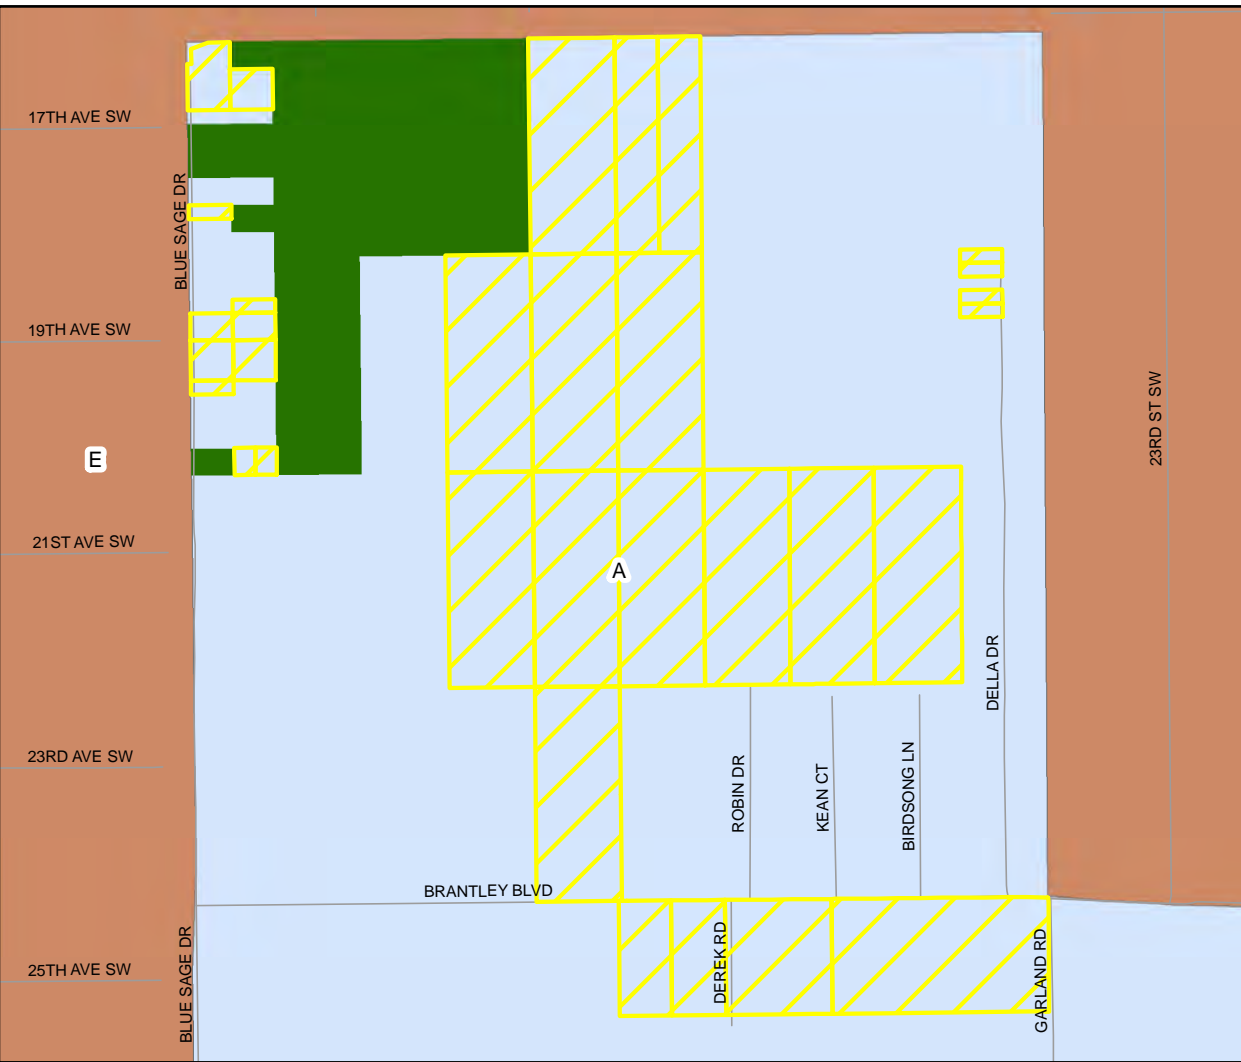 17TH AVE SW
BLUE SAGE DR
19TH AVE SW
23RD ST SW
E
21ST AVE SW
A
DELLA DR
23RD AVE SW
ROBIN DR
KEAN CT
BIRDSONG LN
BRANTLEY BLVD
25TH AVE SW
BLUE SAGE DR
DEREK RD
GARLAND RD